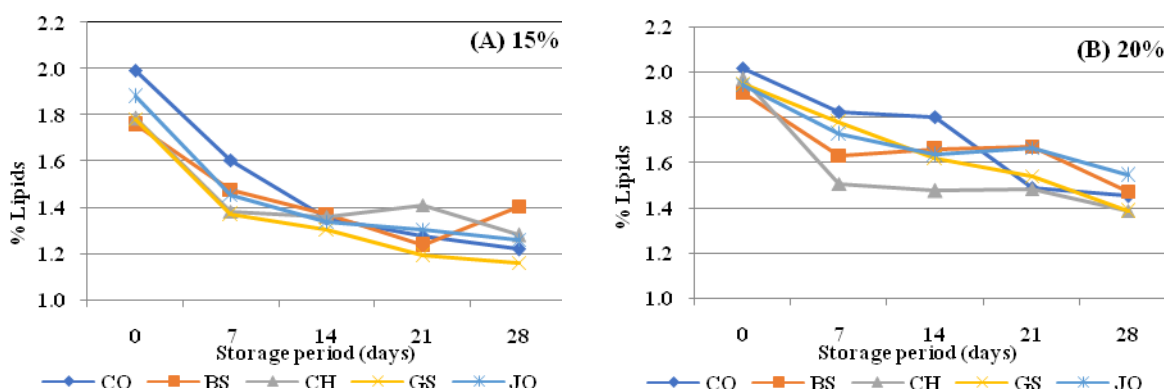 (A) 15%
% Lipids
2.2
2.0
1.8
1.6
1.4
1.2
1.0
0 7 14 21 28
Storage period (days)
CO BS CH GS JO
(B) 20%
% Lipids
2.2
2.0
1.8
1.6
1.4
1.2
1.0
0 7 14 21 28
Storage period (days)
CO BS CH GS JO